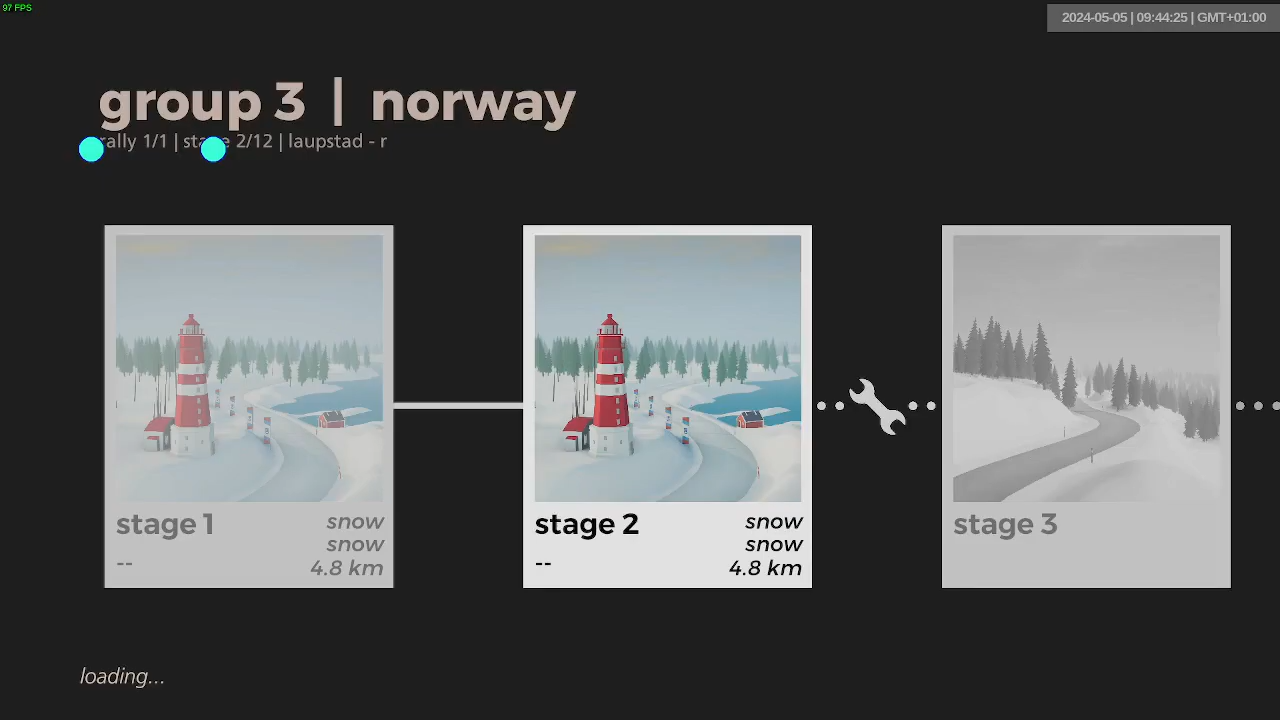 97 FPS
2024-05-05 | 09:44:25 | GMT+01:00
group 3 | norway
rally 1/1 | stage 2/12 | laupstad - r
stage 1
snow
snow
--
4.8 km
stage 2
snow
snow
--
4.8 km
stage 3
loading...